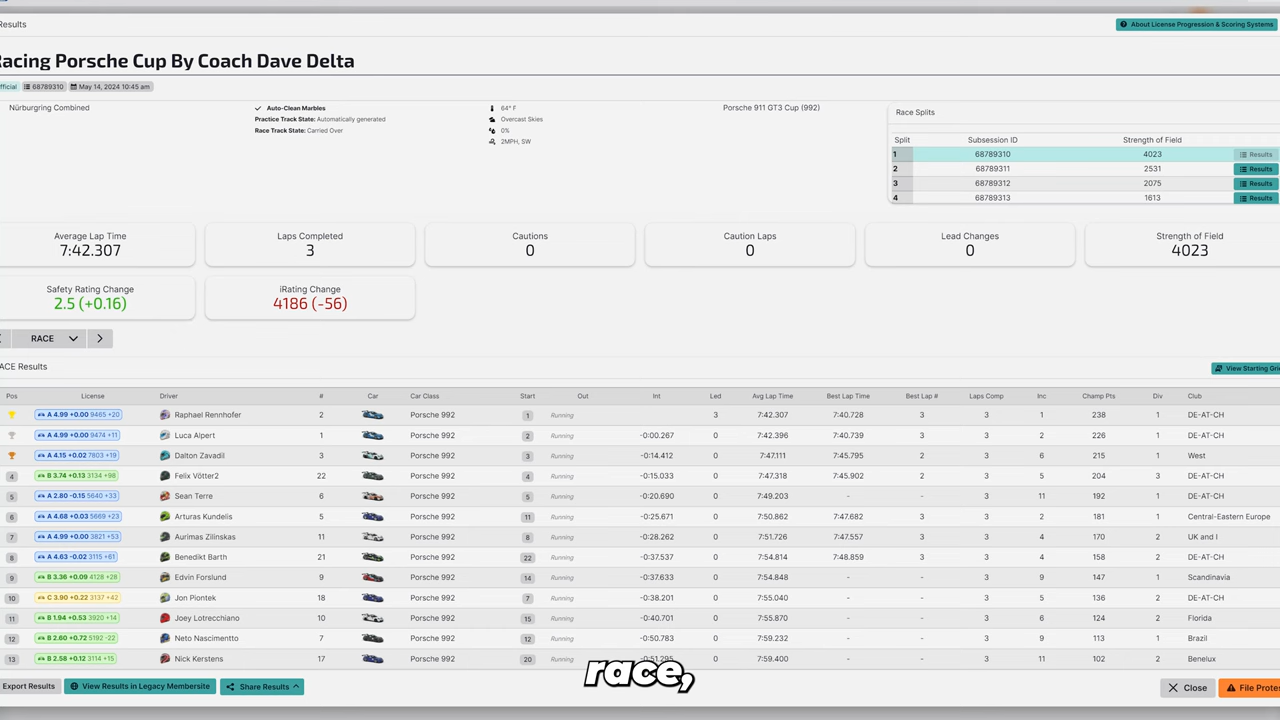 Results
About License Progression & Scoring Systems
Racing Porsche Cup By Coach Dave Delta
fficial 68789310 May 14, 2024 10:45 am
Nürburgring Combined
Auto-Clean Marbles
Practice Track State: Automatically generated
Race Track State: Carried Over
64° F
Overcast Skies
0%
2MPH, SW
Porsche 911 GT3 Cup (992)
Race Splits
Split Subsession ID Strength of Field
1 68789310 4023 Results
2 68789311 2531 Results
3 68789312 2075 Results
4 68789313 1613 Results
Average Lap Time
7:42.307
Laps Completed
3
Cautions
0
Caution Laps
0
Lead Changes
0
Strength of Field
4023
Safety Rating Change
2.5 (+0.16)
iRating Change
4186 (-56)
RACE
ACE Results
View Starting Gri
Pos License Driver # Car Car Class Start Out Int Led Avg Lap Time Best Lap Time Best Lap # Laps Comp Inc Champ Pts Div Club
A 4.99 +0.00 9465 +20 Raphael Rennhofer 2 Porsche 992 1 Running 3 7:42.307 7:40.728 3 3 1 238 1 DE-AT-CH
A 4.99 +0.00 9474 +11 Luca Alpert 1 Porsche 992 2 Running -0:00.267 0 7:42.396 7:40.739 3 3 2 226 1 DE-AT-CH
A 4.15 +0.02 7803 +19 Dalton Zavadil 3 Porsche 992 3 Running -0:14.412 0 7:47.111 7:45.795 2 3 6 215 1 West
4 B 3.74 +0.13 3134 +98 Felix Vötter2 22 Porsche 992 4 Running -0:15.033 0 7:47.318 7:45.902 2 3 5 204 3 DE-AT-CH
5 A 2.80 -0.15 5640 +33 Sean Terre 6 Porsche 992 5 Running -0:20.690 0 7:49.203 - - 3 11 192 1 DE-AT-CH
6 A 4.68 +0.03 5669 +23 Arturas Kundelis 5 Porsche 992 11 Running -0:25.671 0 7:50.862 7:47.682 3 3 2 181 1 Central-Eastern Europe
7 A 4.99 +0.00 3821 +53 Aurimas Zilinskas 11 Porsche 992 8 Running -0:28.262 0 7:51.726 7:47.557 3 3 4 170 2 UK and I
8 A 4.63 -0.02 3115 +61 Benedikt Barth 21 Porsche 992 22 Running -0:37.537 0 7:54.814 7:48.859 3 3 4 158 2 DE-AT-CH
9 B 3.36 +0.09 4128 +28 Edvin Forslund 9 Porsche 992 14 Running -0:37.633 0 7:54.848 - - 3 9 147 1 Scandinavia
10 C 3.90 +0.22 3137 +42 Jon Piontek 18 Porsche 992 7 Running -0:38.201 0 7:55.040 - - 3 5 136 2 DE-AT-CH
11 B 1.94 +0.53 3920 +14 Joey Lotrecchiano 10 Porsche 992 15 Running -0:40.701 0 7:55.870 - - 3 6 124 2 Florida
12 B 2.60 +0.72 5192 -22 Neto Nascimentto 7 Porsche 992 12 Running -0:50.783 0 7:59.232 - - 3 9 113 1 Brazil
13 B 2.58 +0.12 3114 +15 Nick Kerstens 17 Porsche 992 20 Running -0:51.295 0 7:59.400 - - 3 11 102 2 Benelux
race,
Export Results View Results in Legacy Membersite Share Results Close File Protes